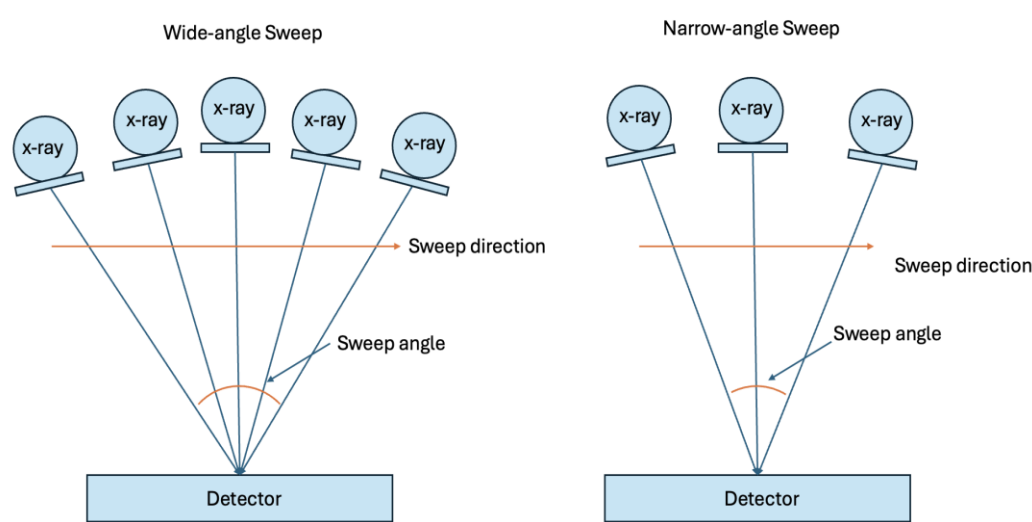 Wide-angle Sweep
x-ray
x-ray
x-ray
x-ray
x-ray
Sweep direction
Sweep angle
Detector
Narrow-angle Sweep
x-ray
x-ray
x-ray
Sweep direction
Sweep angle
Detector